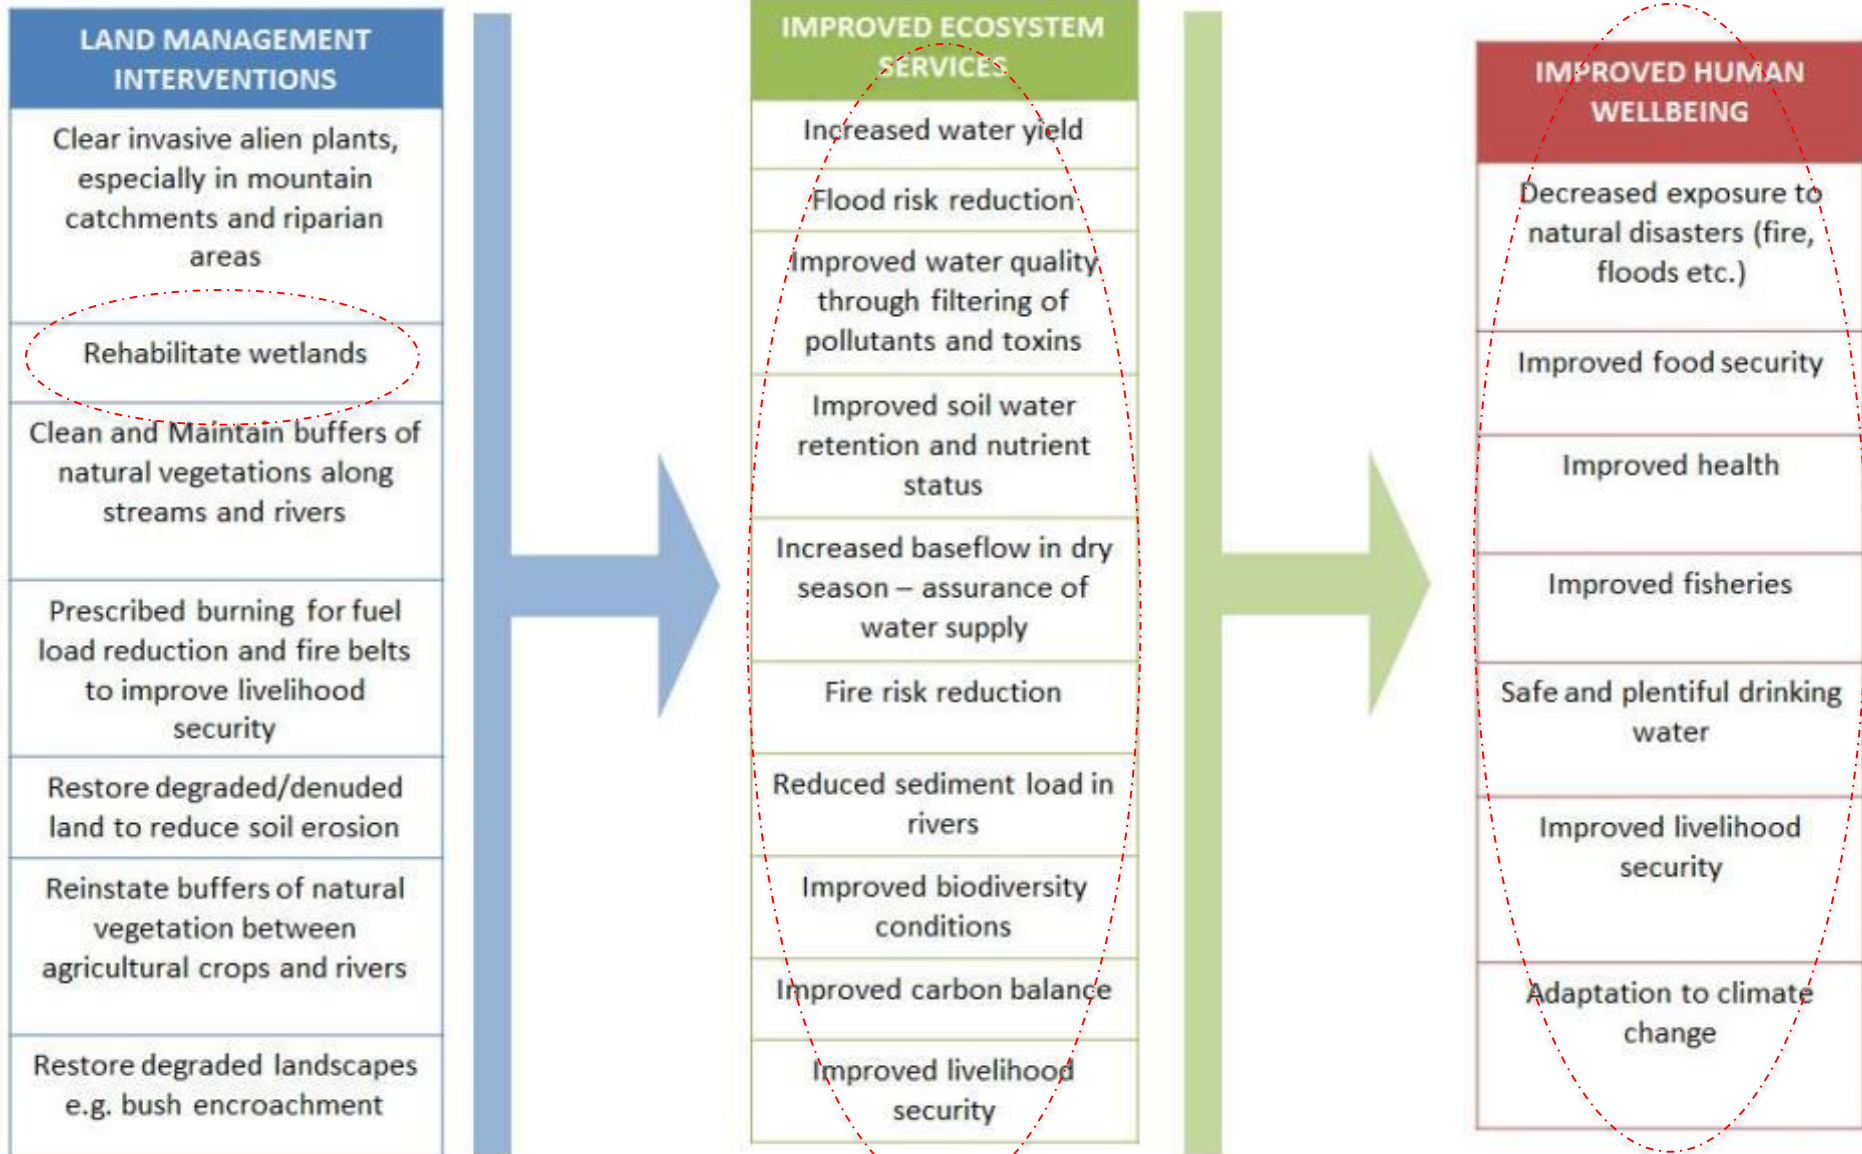 LAND MANAGEMENT
INTERVENTIONS
Clear invasive alien plants,
especially in mountain
catchments and riparian
areas
Rehabilitate wetlands
Clean and Maintain buffers of
natural vegetations along
streams and rivers
Prescribed burning for fuel
load reduction and fire belts
to improve livelihood
security
Restore degraded/denuded
land to reduce soil erosion
Reinstate buffers of natural
vegetation between
agricultural crops and rivers
Restore degraded landscapes
e.g. bush encroachment
IMPROVED ECOSYSTEM
SERVICES
Increased water yield
Flood risk reduction
Improved water quality
through filtering of
pollutants and toxins
Improved soil water
retention and nutrient
status
Increased baseflow in dry
season – assurance of
water supply
Fire risk reduction
Reduced sediment load in
rivers
Improved biodiversity
conditions
Improved carbon balance
Improved livelihood
security
IMPROVED HUMAN
WELLBEING
Decreased exposure to
natural disasters (fire,
floods etc.)
Improved food security
Improved health
Improved fisheries
Safe and plentiful drinking
water
Improved livelihood
security
Adaptation to climate
change